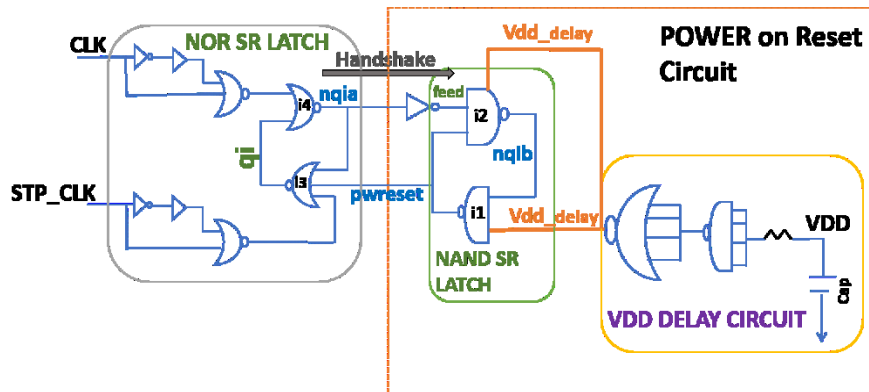 CLK
NOR SR LATCH
Handshake
Vdd_delay
POWER on Reset
Circuit
i4
nqia
feed
i2
qi
nqlb
STP_CLK
i3
pwreset
i1
Vdd_delay
VDD
NAND SR
LATCH
Cap
VDD DELAY CIRCUIT